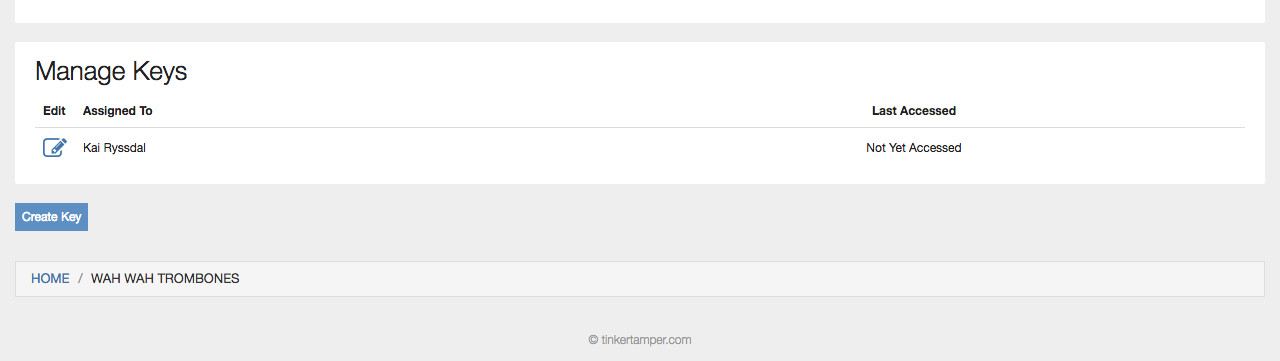 Manage Keys
Edit Assigned To Last Accessed
Kai Ryssdal Not Yet Accessed
Create Key
HOME / WAH WAH TROMBONES
© tinkertamper.com